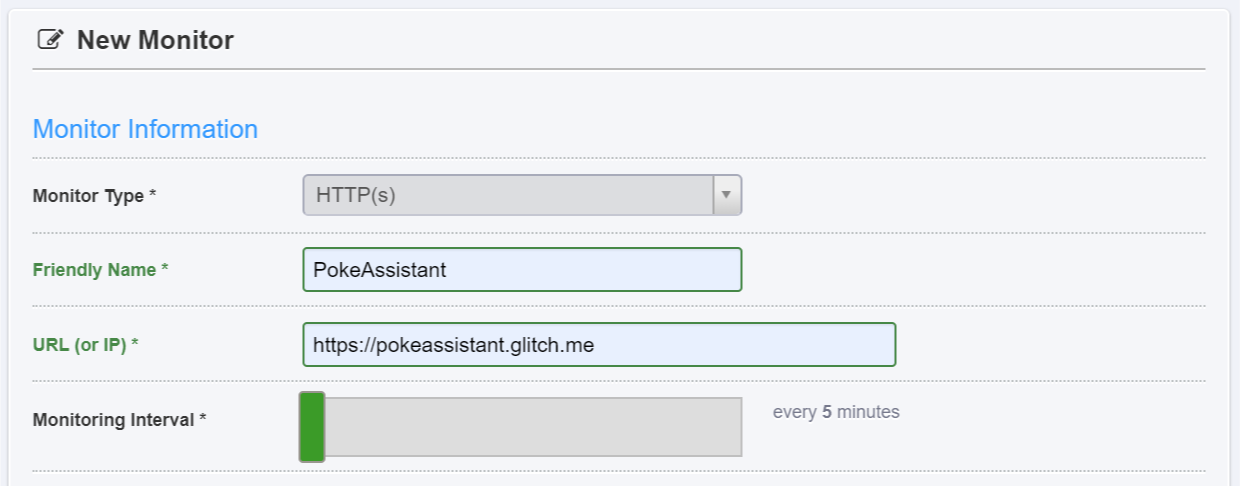 New Monitor
Monitor Information
Monitor Type * HTTP(s)
Friendly Name * PokeAssistant
URL (or IP) * https://pokeassistant.glitch.me
Monitoring Interval * every 5 minutes